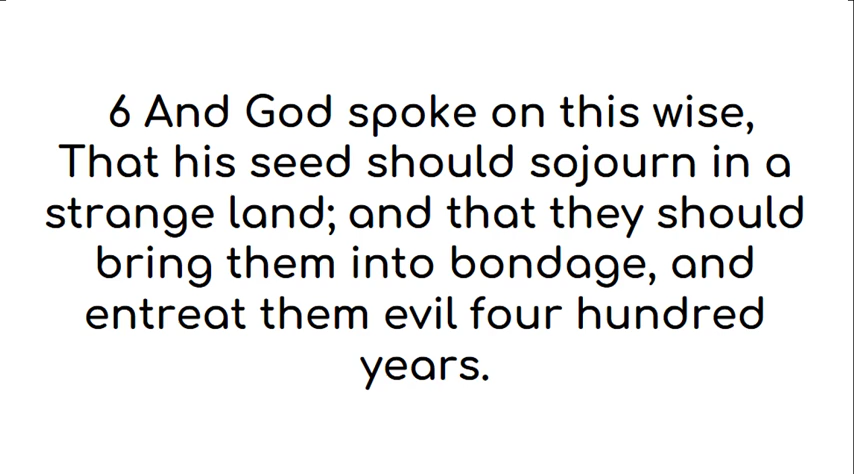 6 And God spoke on this wise,
That his seed should sojourn in a
strange land; and that they should
bring them into bondage, and
entreat them evil four hundred
years.